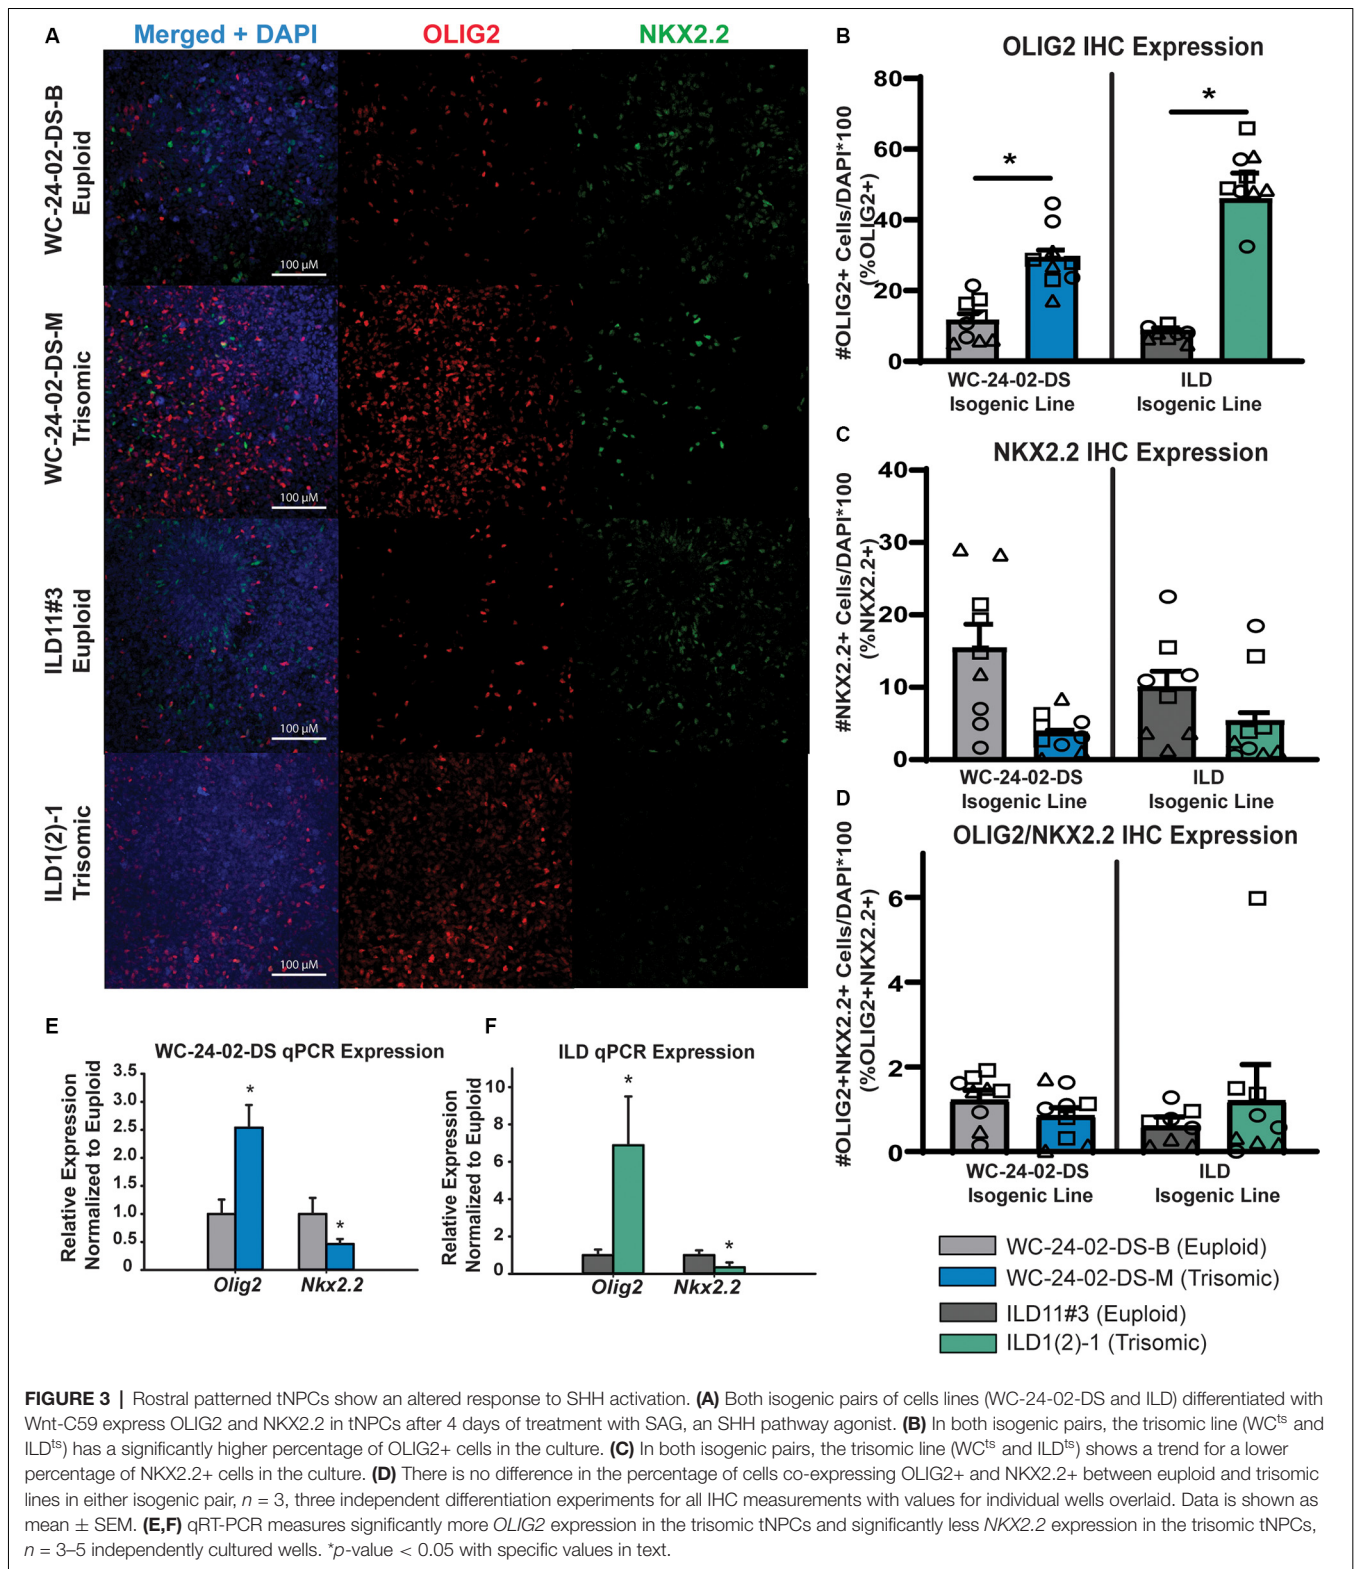 A
Merged + DAPI
OLIG2
NKX2.2
WC-24-02-DS-B
Euploid
100 µM
WC-24-02-DS-M
Trisomic
100 µM
ILD11#3
Euploid
100 µM
ILD1(2)-1
Trisomic
100 µM
B
OLIG2 IHC Expression
#OLIG2+ Cells/DAPI*100
(%OLIG2+)
80
60
40
20
0
*
*
WC-24-02-DS
Isogenic Line
ILD
Isogenic Line
C
NKX2.2 IHC Expression
#NKX2.2+ Cells/DAPI*100
(%NKX2.2+)
40
30
20
10
0
WC-24-02-DS
Isogenic Line
ILD
Isogenic Line
D
OLIG2/NKX2.2 IHC Expression
#OLIG2+NKX2.2+ Cells/DAPI*100
(%OLIG2+NKX2.2+)
6
4
2
0
WC-24-02-DS
Isogenic Line
ILD
Isogenic Line
E
WC-24-02-DS qPCR Expression
Relative Expression
Normalized to Euploid
3.5
3.0
2.5
2.0
1.5
1.0
0.5
0
*
*
Olig2
Nkx2.2
F
ILD qPCR Expression
Relative Expression
Normalized to Euploid
10
8
6
4
2
0
*
*
Olig2
Nkx2.2
WC-24-02-DS-B (Euploid)
WC-24-02-DS-M (Trisomic)
ILD11#3 (Euploid)
ILD1(2)-1 (Trisomic)
FIGURE 3 | Rostral patterned tNPCs show an altered response to SHH activation. (A) Both isogenic pairs of cells lines (WC-24-02-DS and ILD) differentiated with
Wnt-C59 express OLIG2 and NKX2.2 in tNPCs after 4 days of treatment with SAG, an SHH pathway agonist. (B) In both isogenic pairs, the trisomic line (WCts and
ILDts) has a significantly higher percentage of OLIG2+ cells in the culture. (C) In both isogenic pairs, the trisomic line (WCts and ILDts) shows a trend for a lower
percentage of NKX2.2+ cells in the culture. (D) There is no difference in the percentage of cells co-expressing OLIG2+ and NKX2.2+ between euploid and trisomic
lines in either isogenic pair, n = 3, three independent differentiation experiments for all IHC measurements with values for individual wells overlaid. Data is shown as
mean ± SEM. (E,F) qRT-PCR measures significantly more OLIG2 expression in the trisomic tNPCs and significantly less NKX2.2 expression in the trisomic tNPCs,
n = 3–5 independently cultured wells. *p-value < 0.05 with specific values in text.